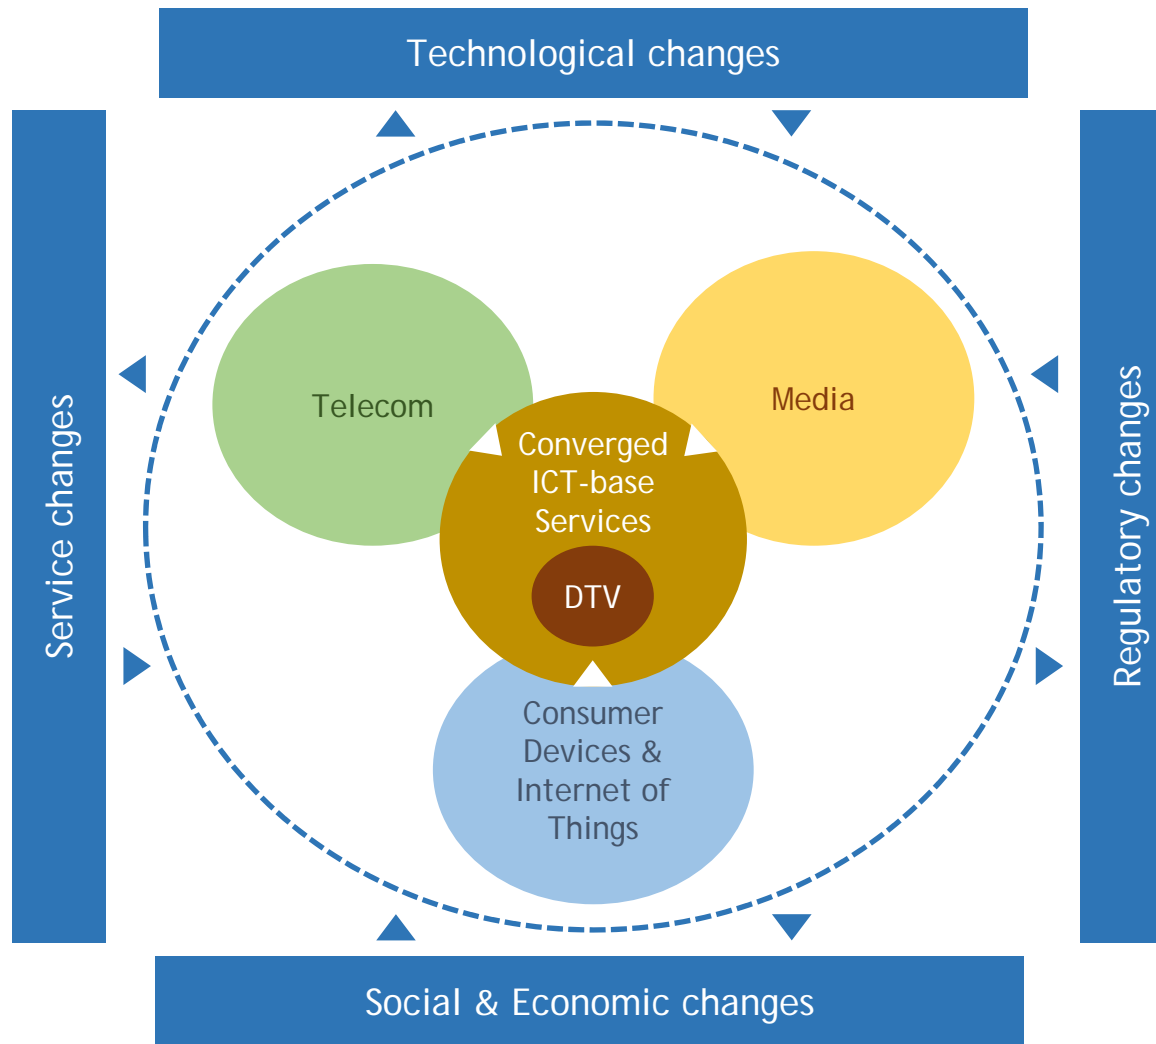 Technological changes
Service changes
Regulatory changes
Telecom
Media
Converged
ICT-base
Services
DTV
Consumer
Devices &
Internet of
Things
Social & Economic changes